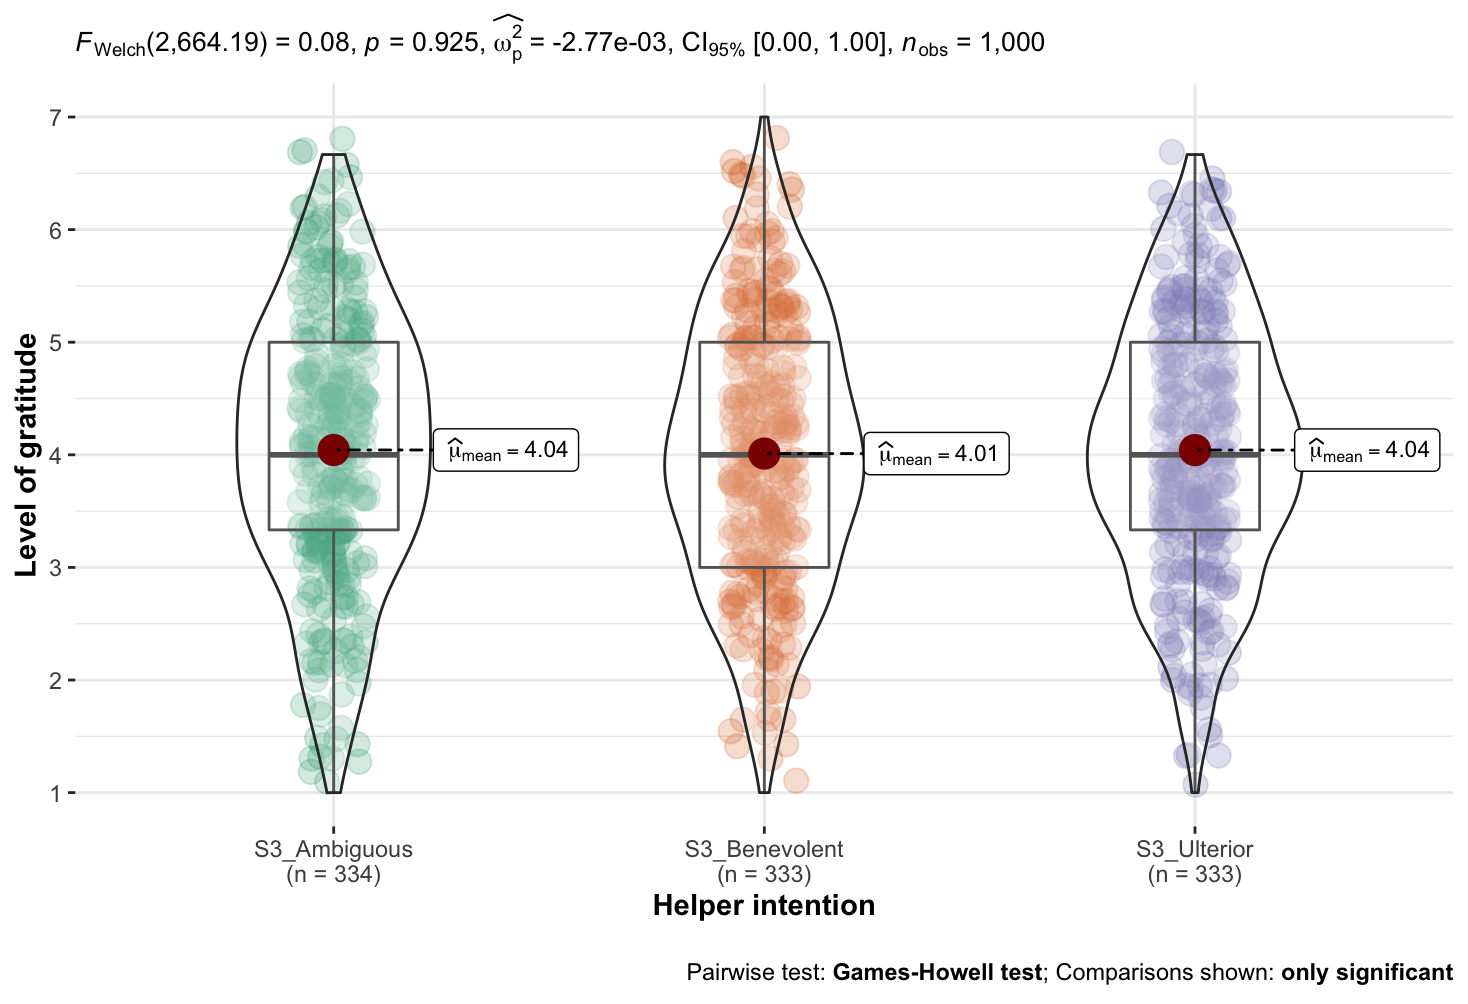 F Welch(2,664.19) = 0.08, p = 0.925, ω̂²p = -2.77e-03, CI95% [0.00, 1.00], nobs = 1,000
7
6
5
4
3
2
1
Level of gratitude
μ̂mean = 4.04
μ̂mean = 4.01
μ̂mean = 4.04
S3_Ambiguous
(n = 334)
S3_Benevolent
(n = 333)
S3_Ulterior
(n = 333)
Helper intention
Pairwise test: Games-Howell test; Comparisons shown: only significant